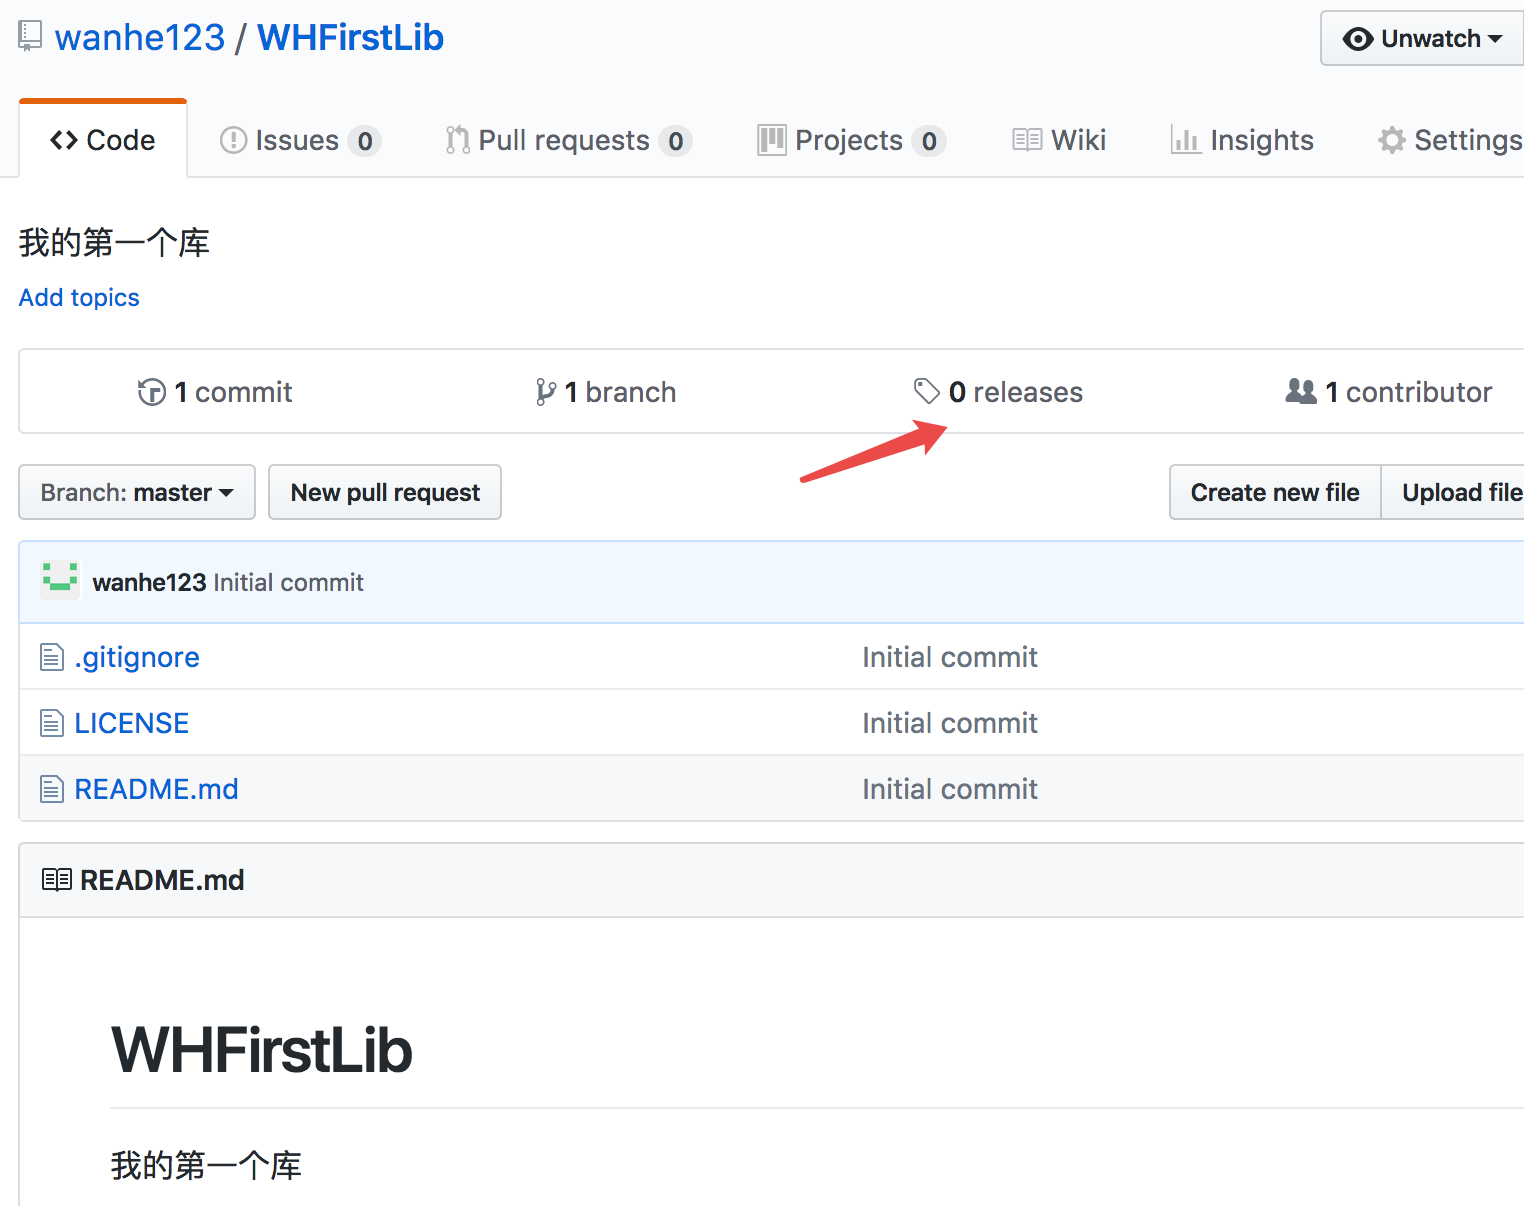 wanhe123 / WHFirstLib
Unwatch
Code Issues 0 Pull requests 0 Projects 0 Wiki Insights Settings
我的第一个库
Add topics
1 commit 1 branch 0 releases 1 contributor
Branch: master New pull request Create new file Upload file
wanhe123 Initial commit
.gitignore Initial commit
LICENSE Initial commit
README.md Initial commit
README.md
WHFirstLib
我的第一个库